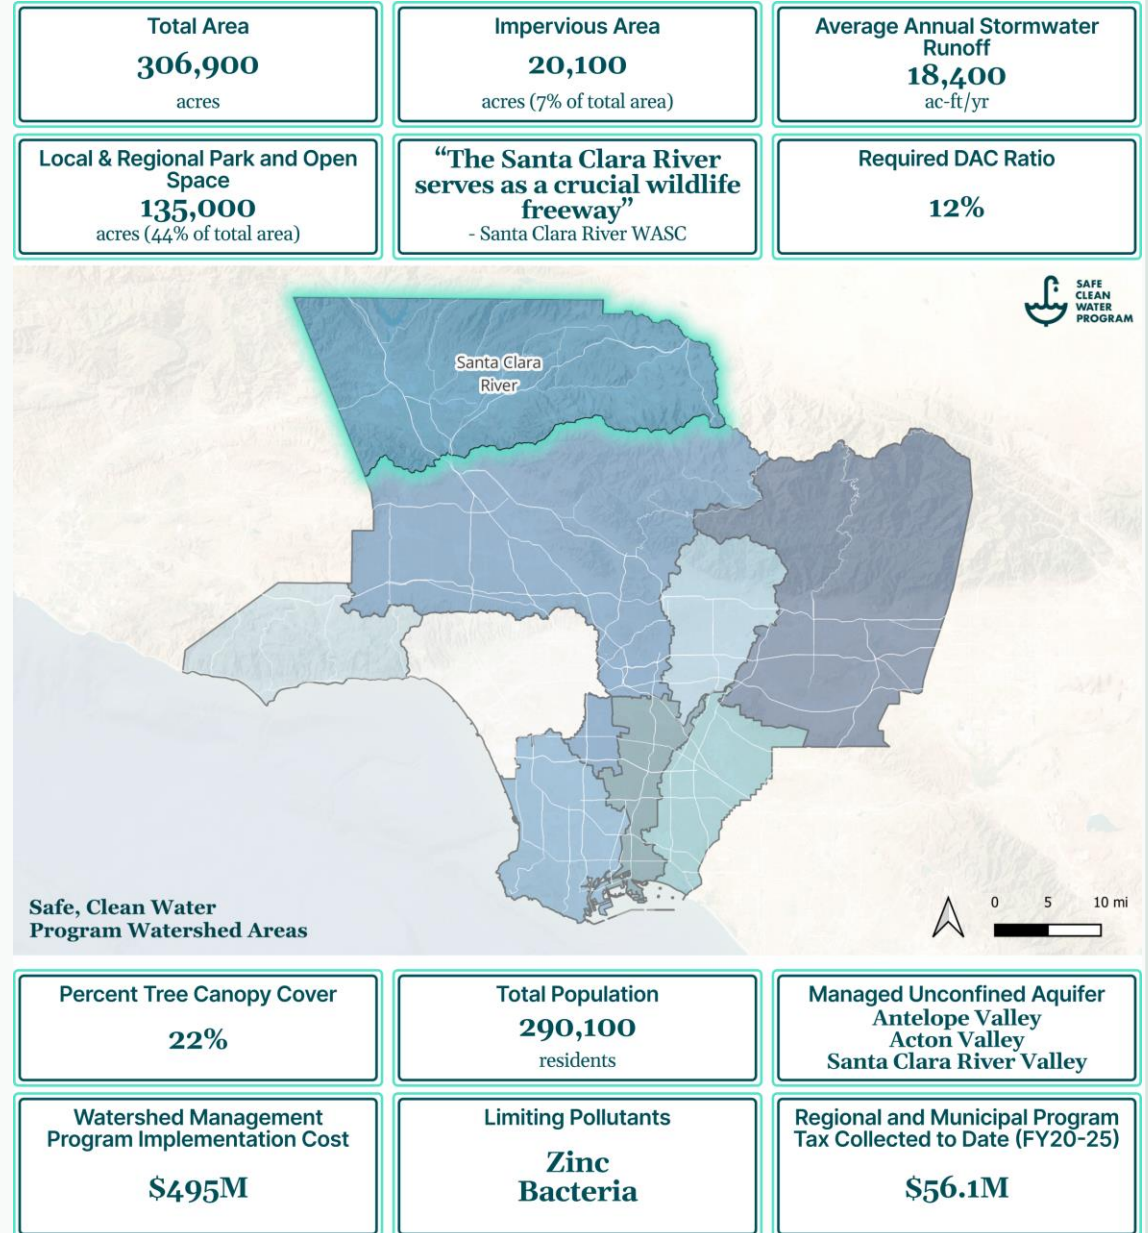 Total Area
306,900
acres
Impervious Area
20,100
acres (7% of total area)
Average Annual Stormwater
Runoff
18,400
ac-ft/yr
Local & Regional Park and Open
Space
135,000
acres (44% of total area)
“The Santa Clara River
serves as a crucial wildlife
freeway”
- Santa Clara River WASC
Required DAC Ratio
12%
SAFE
CLEAN
WATER
PROGRAM
Santa Clara
River
Safe, Clean Water
Program Watershed Areas
0 5 10 mi
Percent Tree Canopy Cover
22%
Total Population
290,100
residents
Managed Unconfined Aquifer
Antelope Valley
Acton Valley
Santa Clara River Valley
Watershed Management
Program Implementation Cost
$495M
Limiting Pollutants
Zinc
Bacteria
Regional and Municipal Program
Tax Collected to Date (FY20-25)
$56.1M